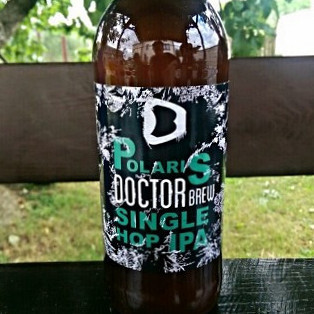 D
POLARIS
DOCTOR BREW
SINGLE
HOP IPA